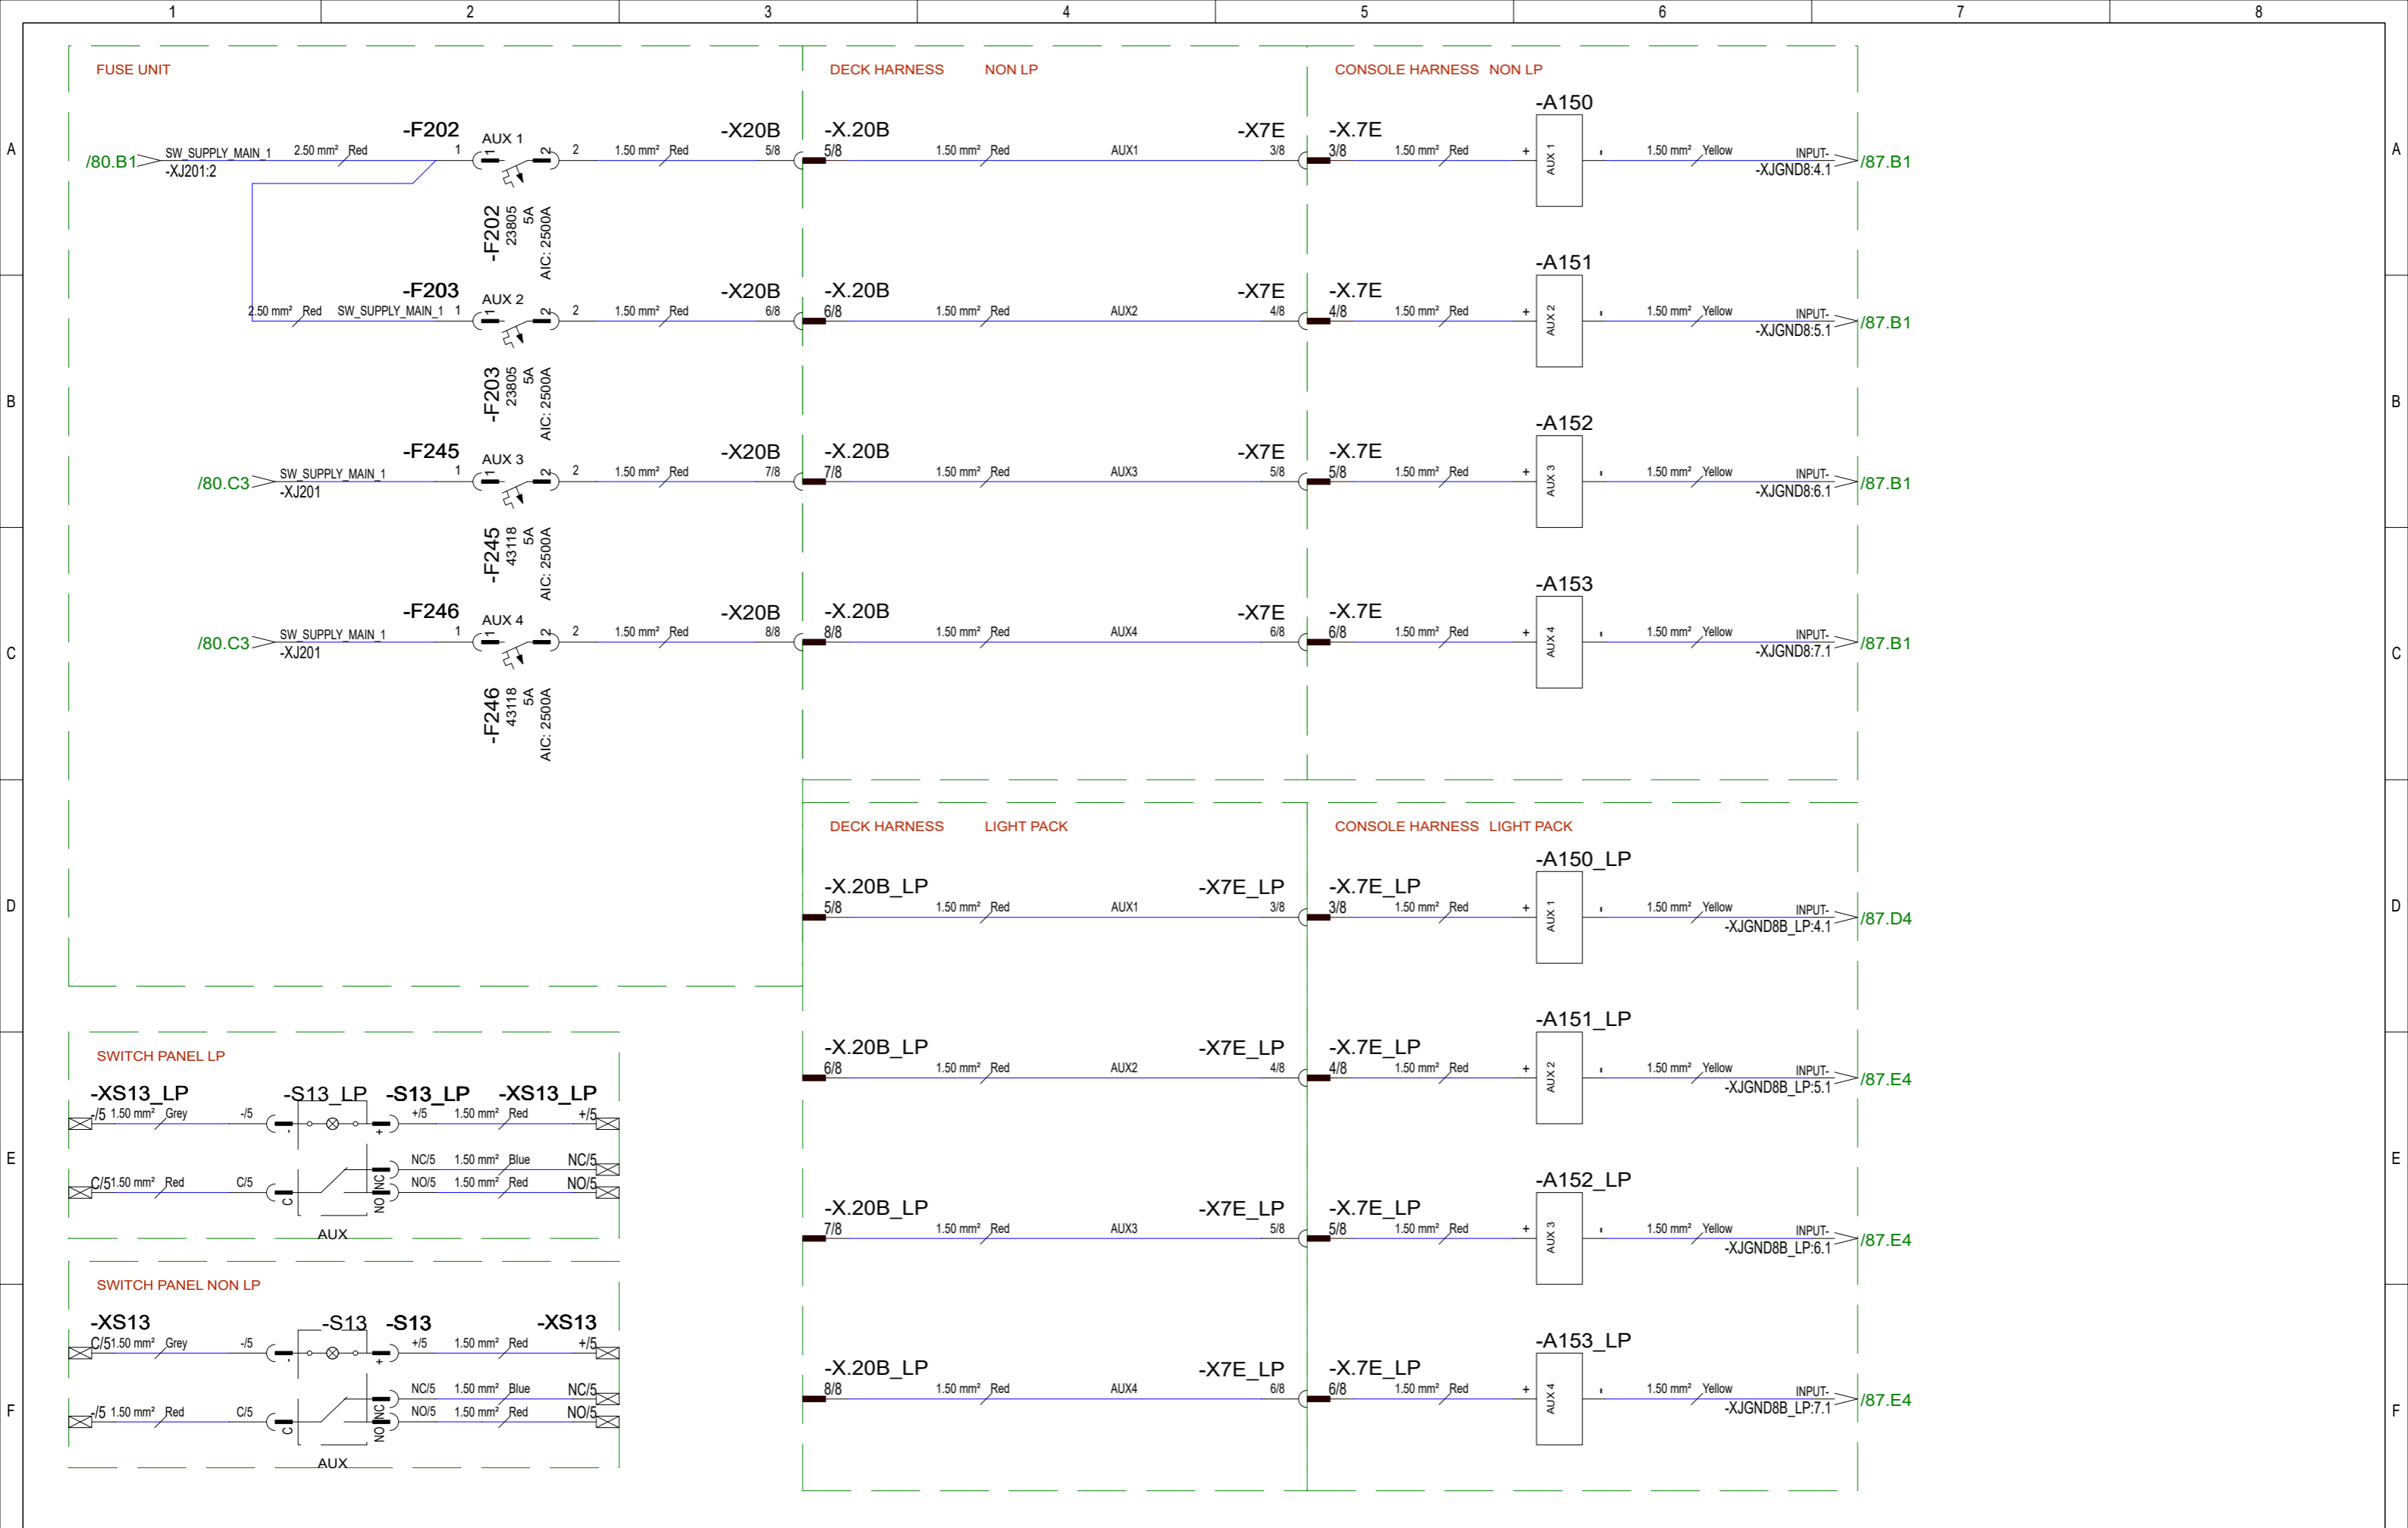 1 2 3 4 5 6 7 8
A A
B B
C C
D D
E E
F F
FUSE UNIT
/80.B1 SW_SUPPLY_MAIN_1 2.50 mm² Red
-XJ201:2
-F202 AUX 1
1 1 2 2 1.50 mm² Red
-X20B
5/8
-F202
23805
5A
AIC: 2500A
2.50 mm² Red SW_SUPPLY_MAIN_1
-F203 AUX 2
1 1 2 2 1.50 mm² Red
-X20B
6/8
-F203
23805
5A
AIC: 2500A
/80.C3 SW_SUPPLY_MAIN_1
-XJ201
-F245 AUX 3
1 1 2 2 1.50 mm² Red
-X20B
7/8
-F245
43118
5A
AIC: 2500A
/80.C3 SW_SUPPLY_MAIN_1
-XJ201
-F246 AUX 4
1 1 2 2 1.50 mm² Red
-X20B
8/8
-F246
43118
5A
AIC: 2500A
DECK HARNESS NON LP
-X.20B -X7E
5/8 1.50 mm² Red AUX1 3/8
-X.20B -X7E
6/8 1.50 mm² Red AUX2 4/8
-X.20B -X7E
7/8 1.50 mm² Red AUX3 5/8
-X.20B -X7E
8/8 1.50 mm² Red AUX4 6/8
CONSOLE HARNESS NON LP
-A150
-X.7E
3/8 1.50 mm² Red + AUX 1 - 1.50 mm² Yellow INPUT-
-XJGND8:4.1 /87.B1
-A151
-X.7E
4/8 1.50 mm² Red + AUX 2 - 1.50 mm² Yellow INPUT-
-XJGND8:5.1 /87.B1
-A152
-X.7E
5/8 1.50 mm² Red + AUX 3 - 1.50 mm² Yellow INPUT-
-XJGND8:6.1 /87.B1
-A153
-X.7E
6/8 1.50 mm² Red + AUX 4 - 1.50 mm² Yellow INPUT-
-XJGND8:7.1 /87.B1
DECK HARNESS LIGHT PACK
-X.20B_LP -X7E_LP
5/8 1.50 mm² Red AUX1 3/8
-X.20B_LP -X7E_LP
6/8 1.50 mm² Red AUX2 4/8
-X.20B_LP -X7E_LP
7/8 1.50 mm² Red AUX3 5/8
-X.20B_LP -X7E_LP
8/8 1.50 mm² Red AUX4 6/8
CONSOLE HARNESS LIGHT PACK
-A150_LP
-X.7E_LP
3/8 1.50 mm² Red + AUX 1 - 1.50 mm² Yellow INPUT-
-XJGND8B_LP:4.1 /87.D4
-A151_LP
-X.7E_LP
4/8 1.50 mm² Red + AUX 2 - 1.50 mm² Yellow INPUT-
-XJGND8B_LP:5.1 /87.E4
-A152_LP
-X.7E_LP
5/8 1.50 mm² Red + AUX 3 - 1.50 mm² Yellow INPUT-
-XJGND8B_LP:6.1 /87.E4
-A153_LP
-X.7E_LP
6/8 1.50 mm² Red + AUX 4 - 1.50 mm² Yellow INPUT-
-XJGND8B_LP:7.1 /87.E4
SWITCH PANEL LP
-XS13_LP -S13_LP -S13_LP -XS13_LP
-/5 1.50 mm² Grey -/5 - + +/5 1.50 mm² Red +/5
NC NC/5 1.50 mm² Blue NC/5
C/5 1.50 mm² Red C/5 C NO NO/5 1.50 mm² Red NO/5
AUX
SWITCH PANEL NON LP
-XS13 -S13 -S13 -XS13
C/5 1.50 mm² Grey -/5 - + +/5 1.50 mm² Red +/5
NC NC/5 1.50 mm² Blue NC/5
-/5 1.50 mm² Red C/5 C NO NO/5 1.50 mm² Red NO/5
AUX